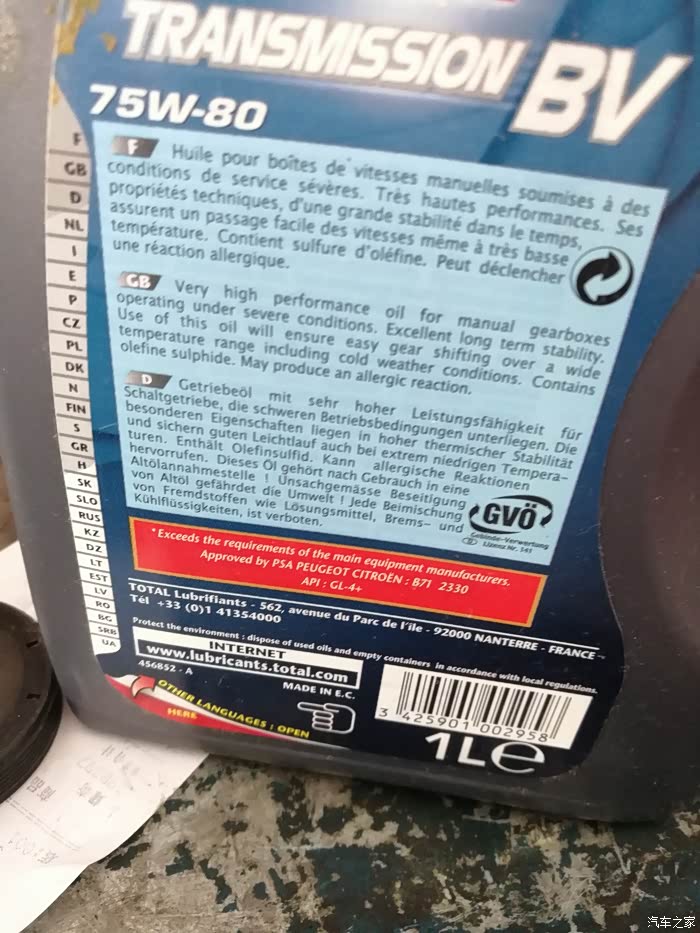 TRANSMISSION BV
75W-80
F
GB
D
NL
I
E
P
CZ
PL
DK
N
FIN
S
GR
H
SK
SLO
RUS
KZ
DZ
LT
EST
LV
RO
BG
SRB
UA
F Huile pour boîtes de vitesses manuelles soumises à des
conditions de service sévères. Très hautes performances. Ses
propriétés techniques, d'une grande stabilité dans le temps,
assurent un passage facile des vitesses même à très basse
température. Contient sulfure d'oléfine. Peut déclencher
une réaction allergique.
GB Very high performance oil for manual gearboxes
operating under severe conditions. Excellent long term stability.
Use of this oil will ensure easy gear shifting over a wide
temperature range including cold weather conditions. Contains
olefine sulphide. May produce an allergic reaction.
D Getriebeöl mit sehr hoher Leistungsfähigkeit für
Schaltgetriebe, die schweren Betriebsbedingungen unterliegen. Die
besonderen Eigenschaften liegen in hoher thermischer Stabilität
und sichern guten Leichtlauf auch bei extrem niedrigen Tempera-
turen. Enthält Olefinsulfid. Kann allergische Reaktionen
hervorrufen. Dieses Öl gehört nach Gebrauch in eine
Altölannahmestelle ! Unsachgemässe Beseitigung
von Altöl gefährdet die Umwelt ! Jede Beimischung
von Fremdstoffen wie Lösungsmittel, Brems- und
Kühlflüssigkeiten, ist verboten.
GVÖ
Gebinde-Verwertung
D Lizenz Nr. 141
*Exceeds the requirements of the main equipment manufacturers.
Approved by PSA PEUGEOT CITROËN : B71 2330
API : GL-4+
TOTAL Lubrifiants - 562, avenue du Parc de l'île - 92000 NANTERRE - FRANCE
Tél +33 (0)1 41354000
Protect the environment : dispose of used oils and empty containers in accordance with local regulations.
INTERNET
www.lubricants.total.com
456852 - A
MADE IN E.C.
OTHER LANGUAGES : OPEN
HERE
3 425901 002958
1L e
汽车之家